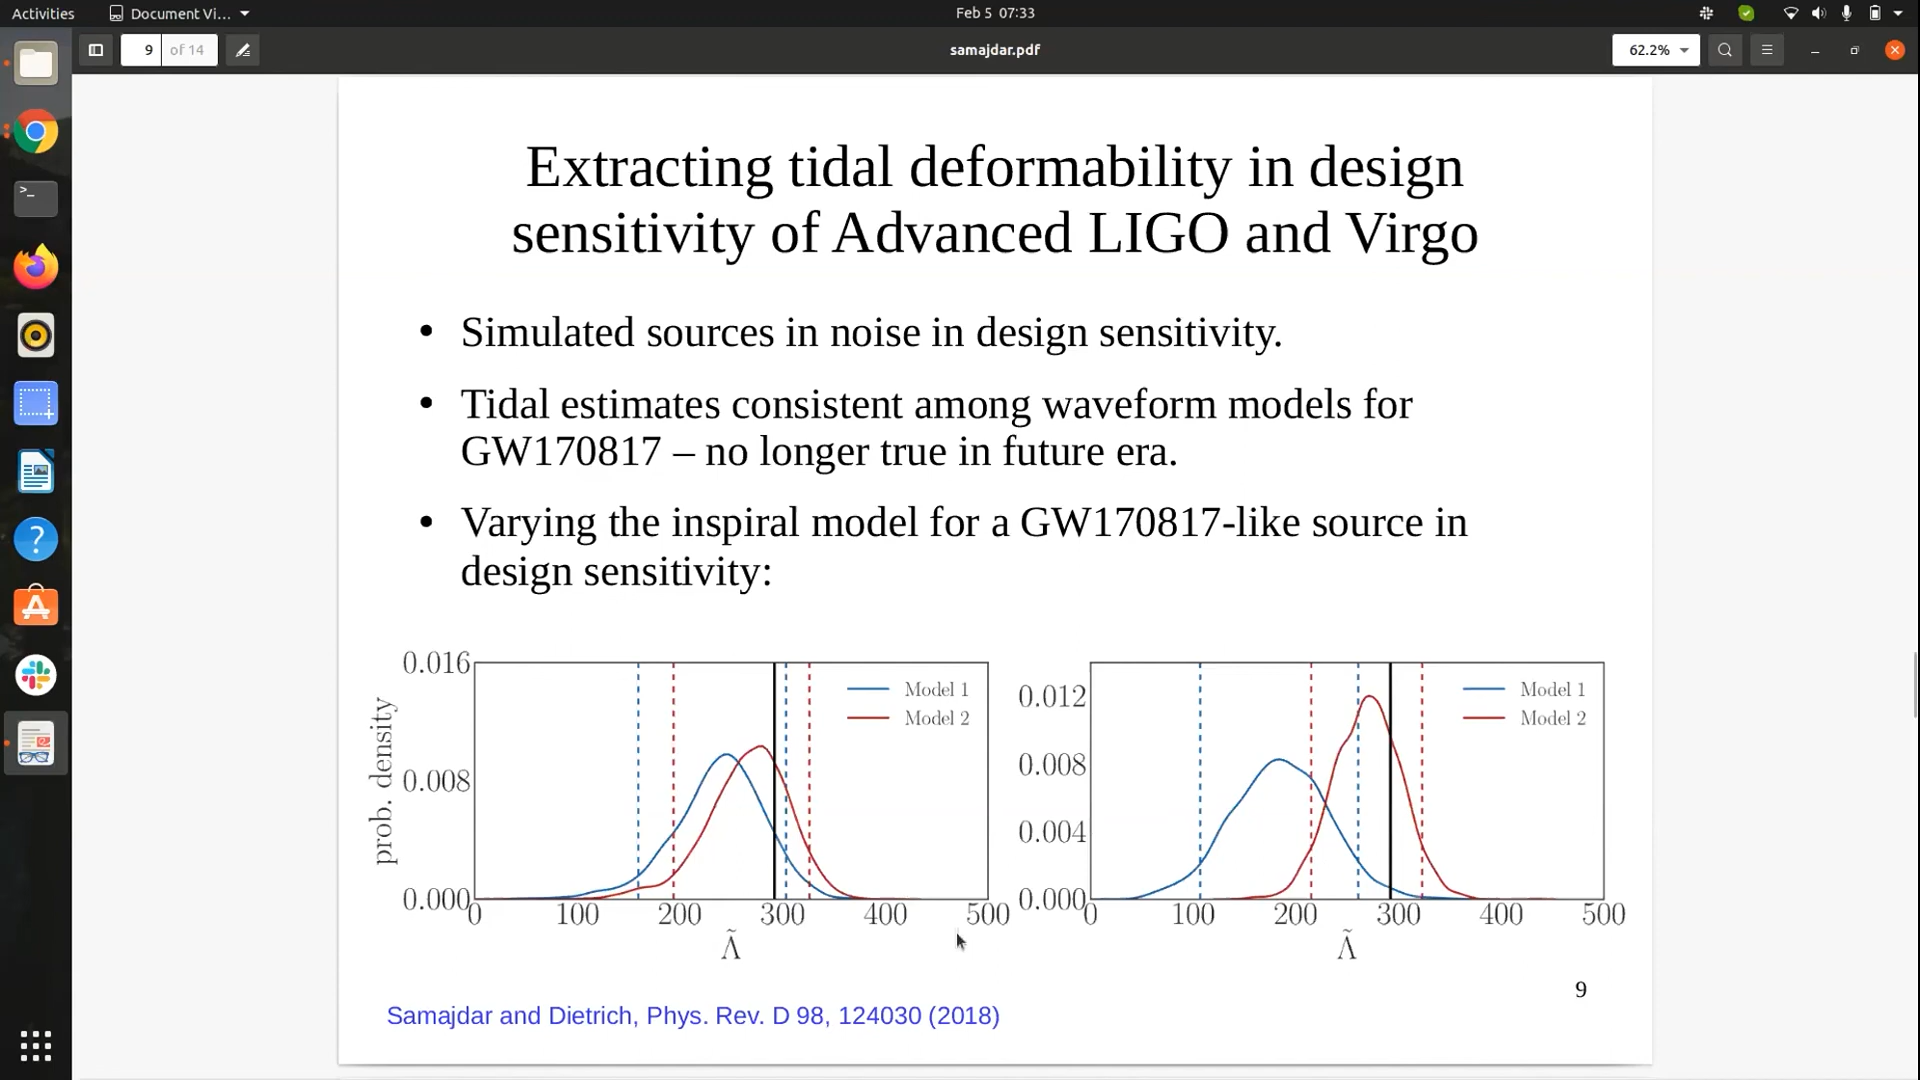 Activities
Document Vi...
Feb 5 07:33
9
of 14
samajdar.pdf
62.2%
Extracting tidal deformability in design
sensitivity of Advanced LIGO and Virgo
• Simulated sources in noise in design sensitivity.
• Tidal estimates consistent among waveform models for
GW170817 – no longer true in future era.
• Varying the inspiral model for a GW170817-like source in
design sensitivity:
prob. density
0.016
0.008
0.000
Model 1
Model 2
0 100 200 300 400 500
Λ̃
0.012
0.008
0.004
0.000
Model 1
Model 2
0 100 200 300 400 500
Λ̃
9
Samajdar and Dietrich, Phys. Rev. D 98, 124030 (2018)